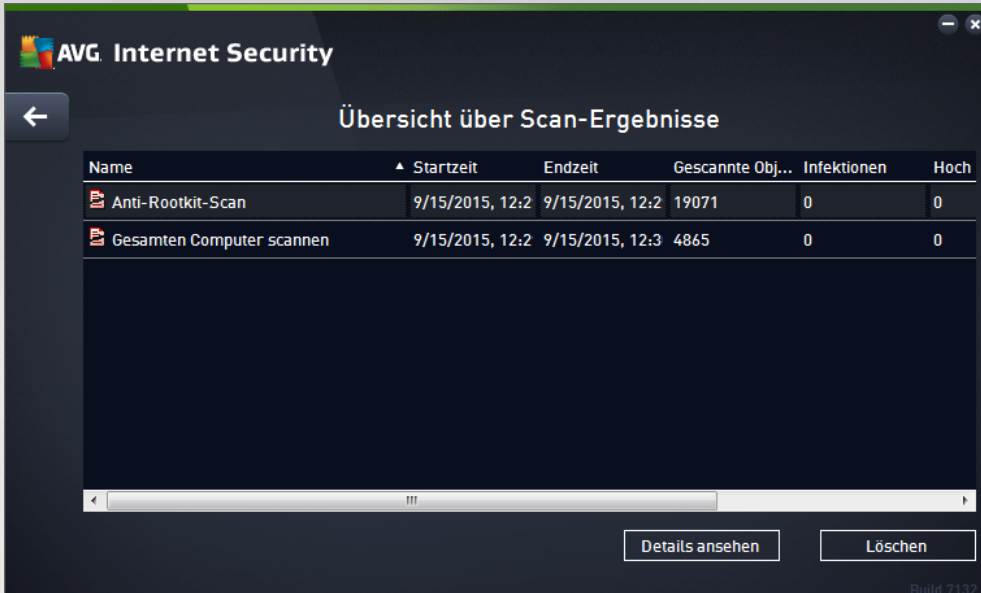 AVG Internet Security
Übersicht über Scan-Ergebnisse
Name Startzeit Endzeit Gescannte Obj... Infektionen Hoch
Anti-Rootkit-Scan 9/15/2015, 12:2 9/15/2015, 12:2 19071 0 0
Gesamten Computer scannen 9/15/2015, 12:2 9/15/2015, 12:3 4865 0 0
Details ansehen Löschen
Build 7132